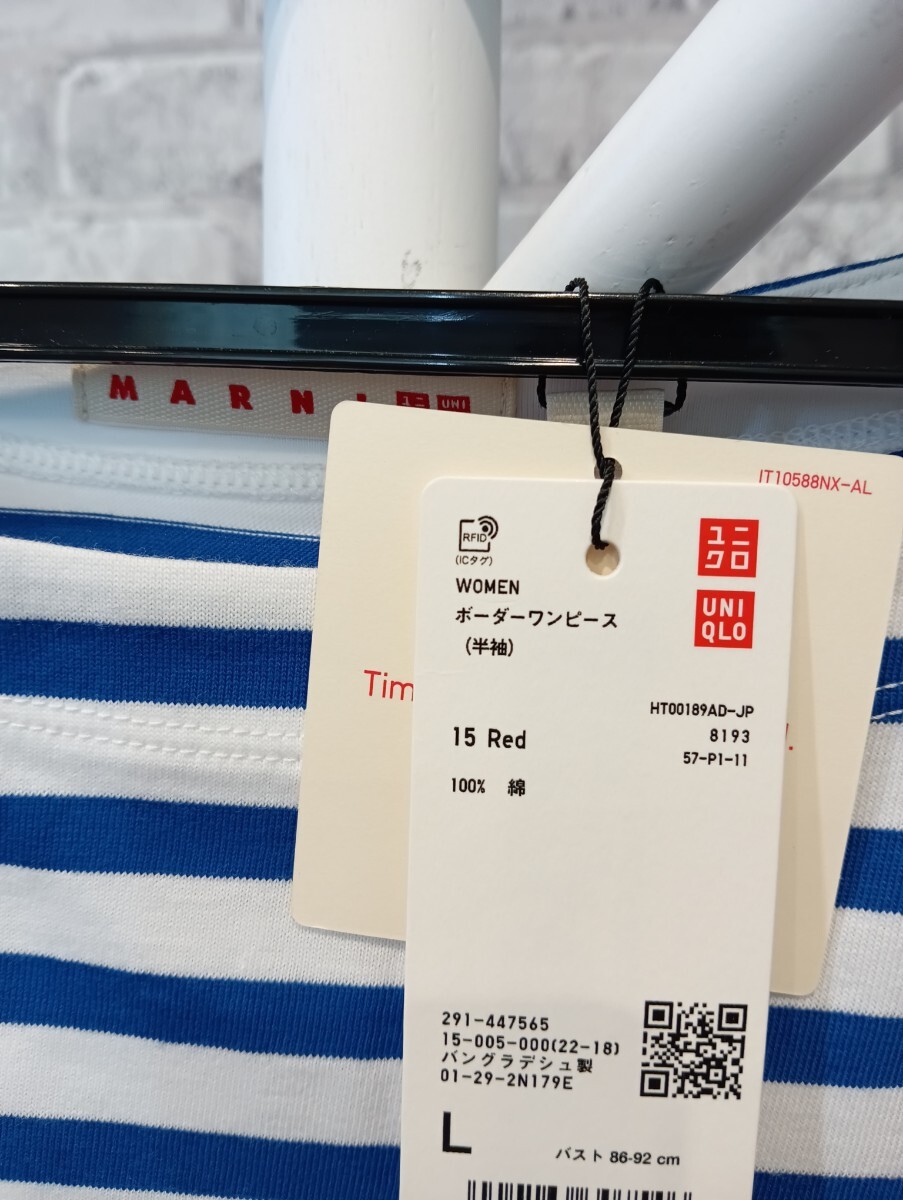 MARNI ユニ UNI
IT10588NX-AL
RFID
(ICタグ)
WOMEN
ボーダーワンピース
(半袖)
ユニ
クロ
UNI
QLO
Tim
HT00189AD-JP
8193
57-P1-11
15 Red
100% 綿
291-447565
15-005-000(22-18)
バングラデシュ製
01-29-2N179E
L
バスト 86-92 cm